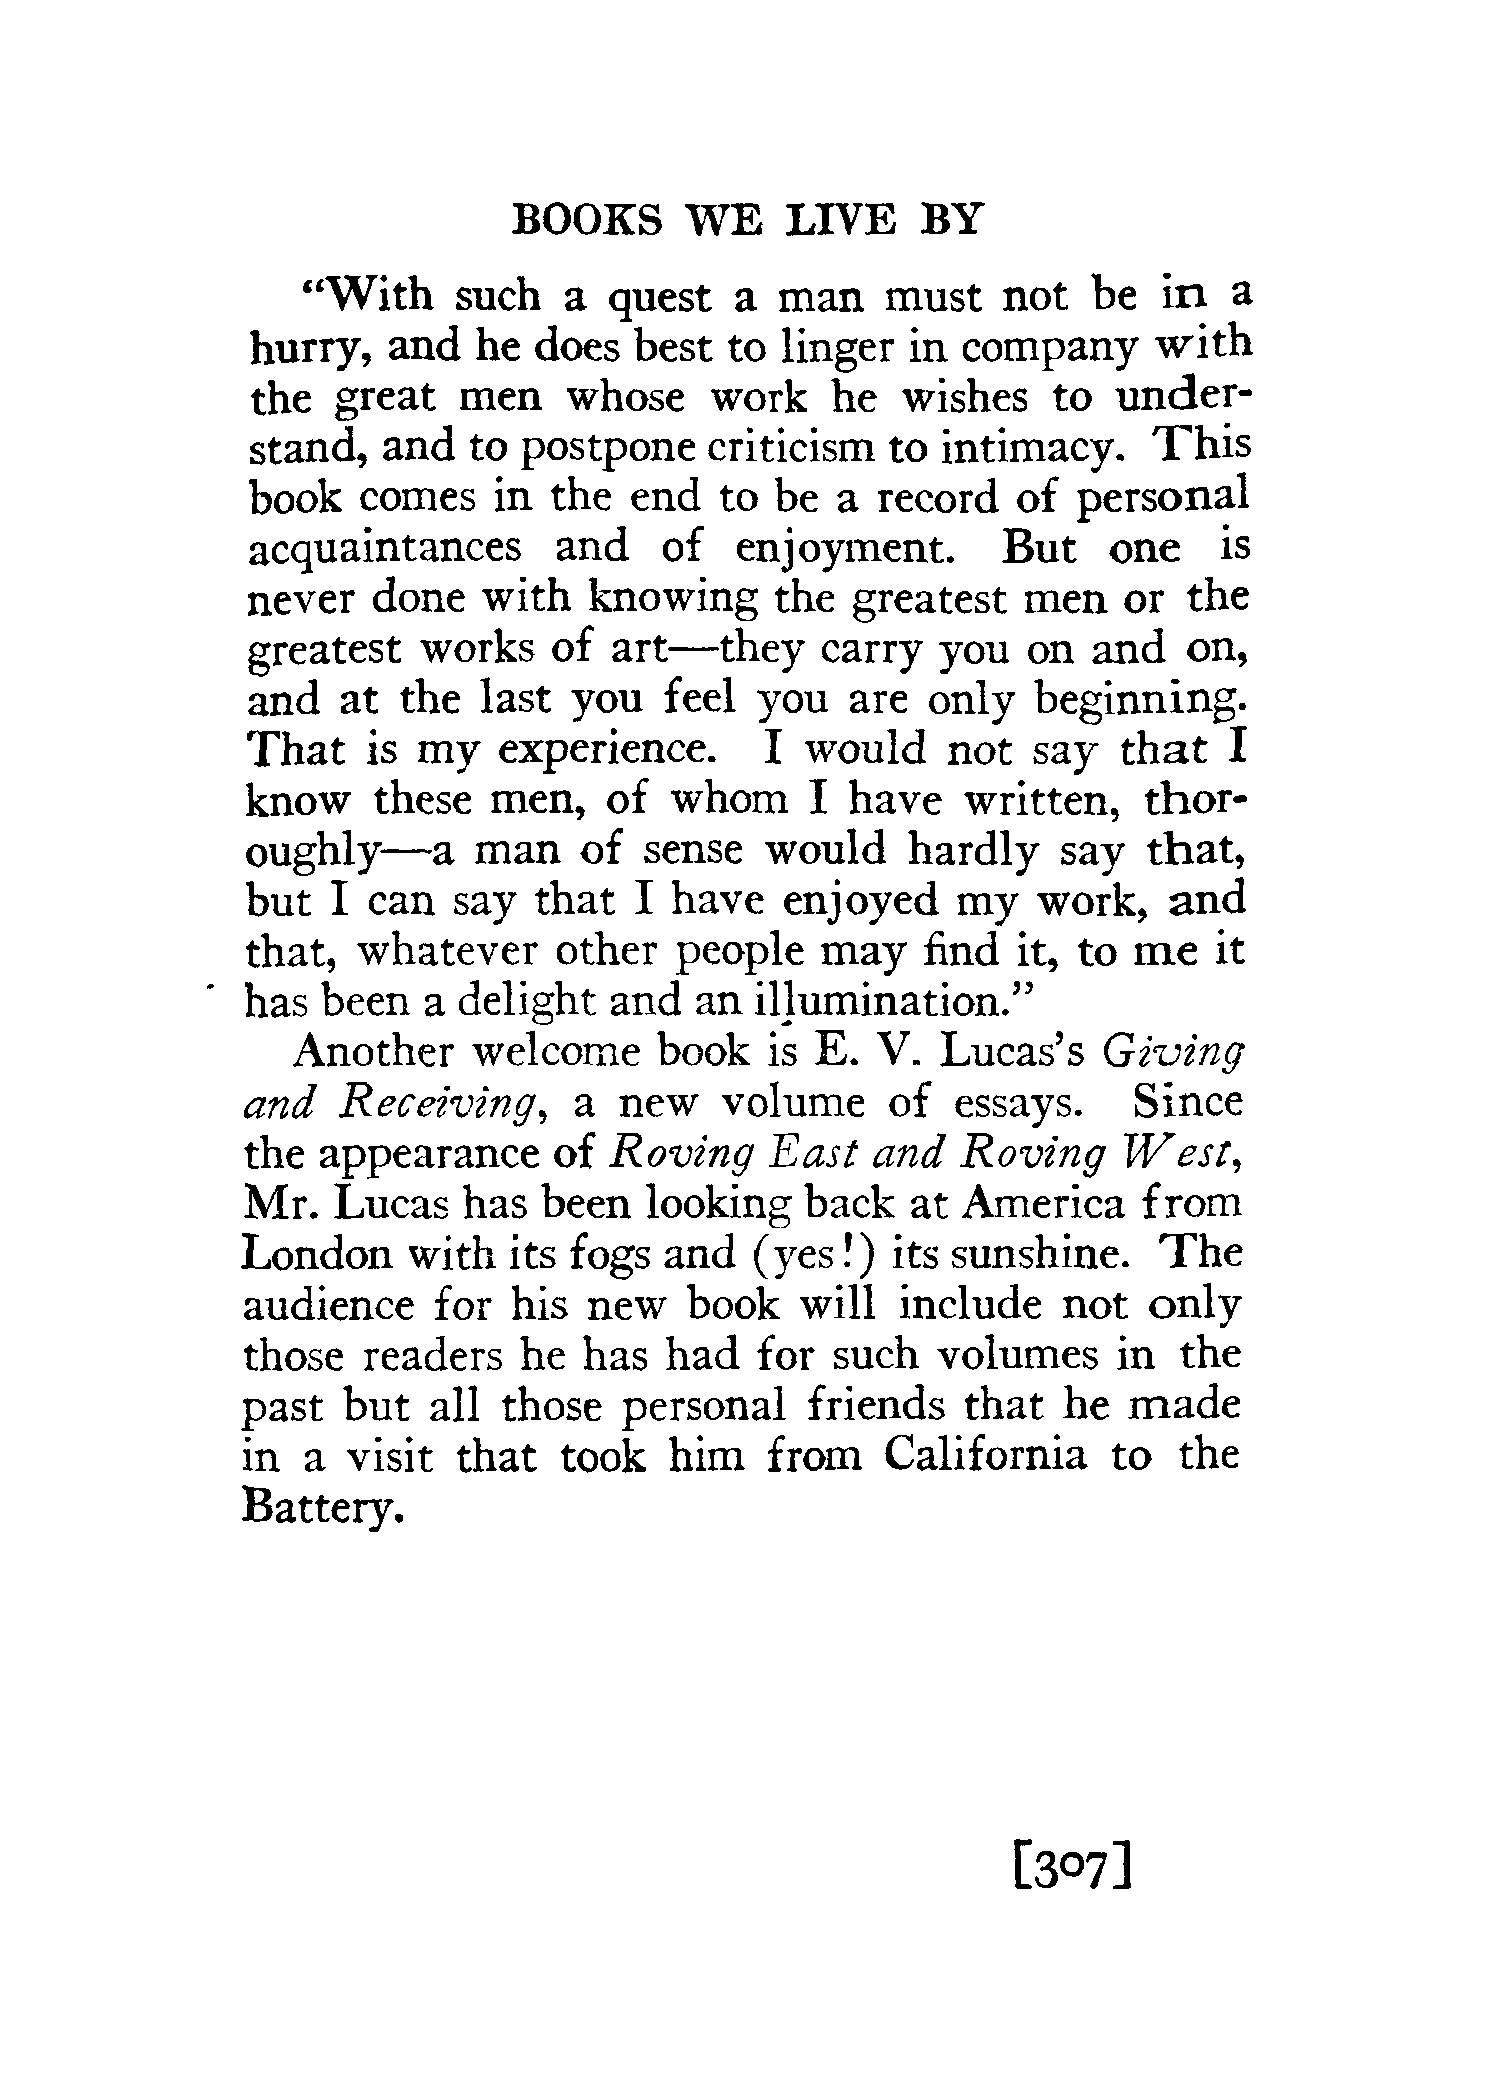 BOOKS WE LIVE BY
“With such a quest a man must not be in a
hurry, and he does best to linger in company with
the great men whose work he wishes to under-
stand, and to postpone criticism to intimacy. This
book comes in the end to be a record of personal
acquaintances and of enjoyment. But one is
never done with knowing the greatest men or the
greatest works of art—they carry you on and on,
and at the last you feel you are only beginning.
That is my experience. I would not say that I
know these men, of whom I have written, thor-
oughly—a man of sense would hardly say that,
but I can say that I have enjoyed my work, and
that, whatever other people may find it, to me it
has been a delight and an illumination.”
Another welcome book is E. V. Lucas’s Giving
and Receiving, a new volume of essays. Since
the appearance of Roving East and Roving West,
Mr. Lucas has been looking back at America from
London with its fogs and (yes!) its sunshine. The
audience for his new book will include not only
those readers he has had for such volumes in the
past but all those personal friends that he made
in a visit that took him from California to the
Battery.
[307]